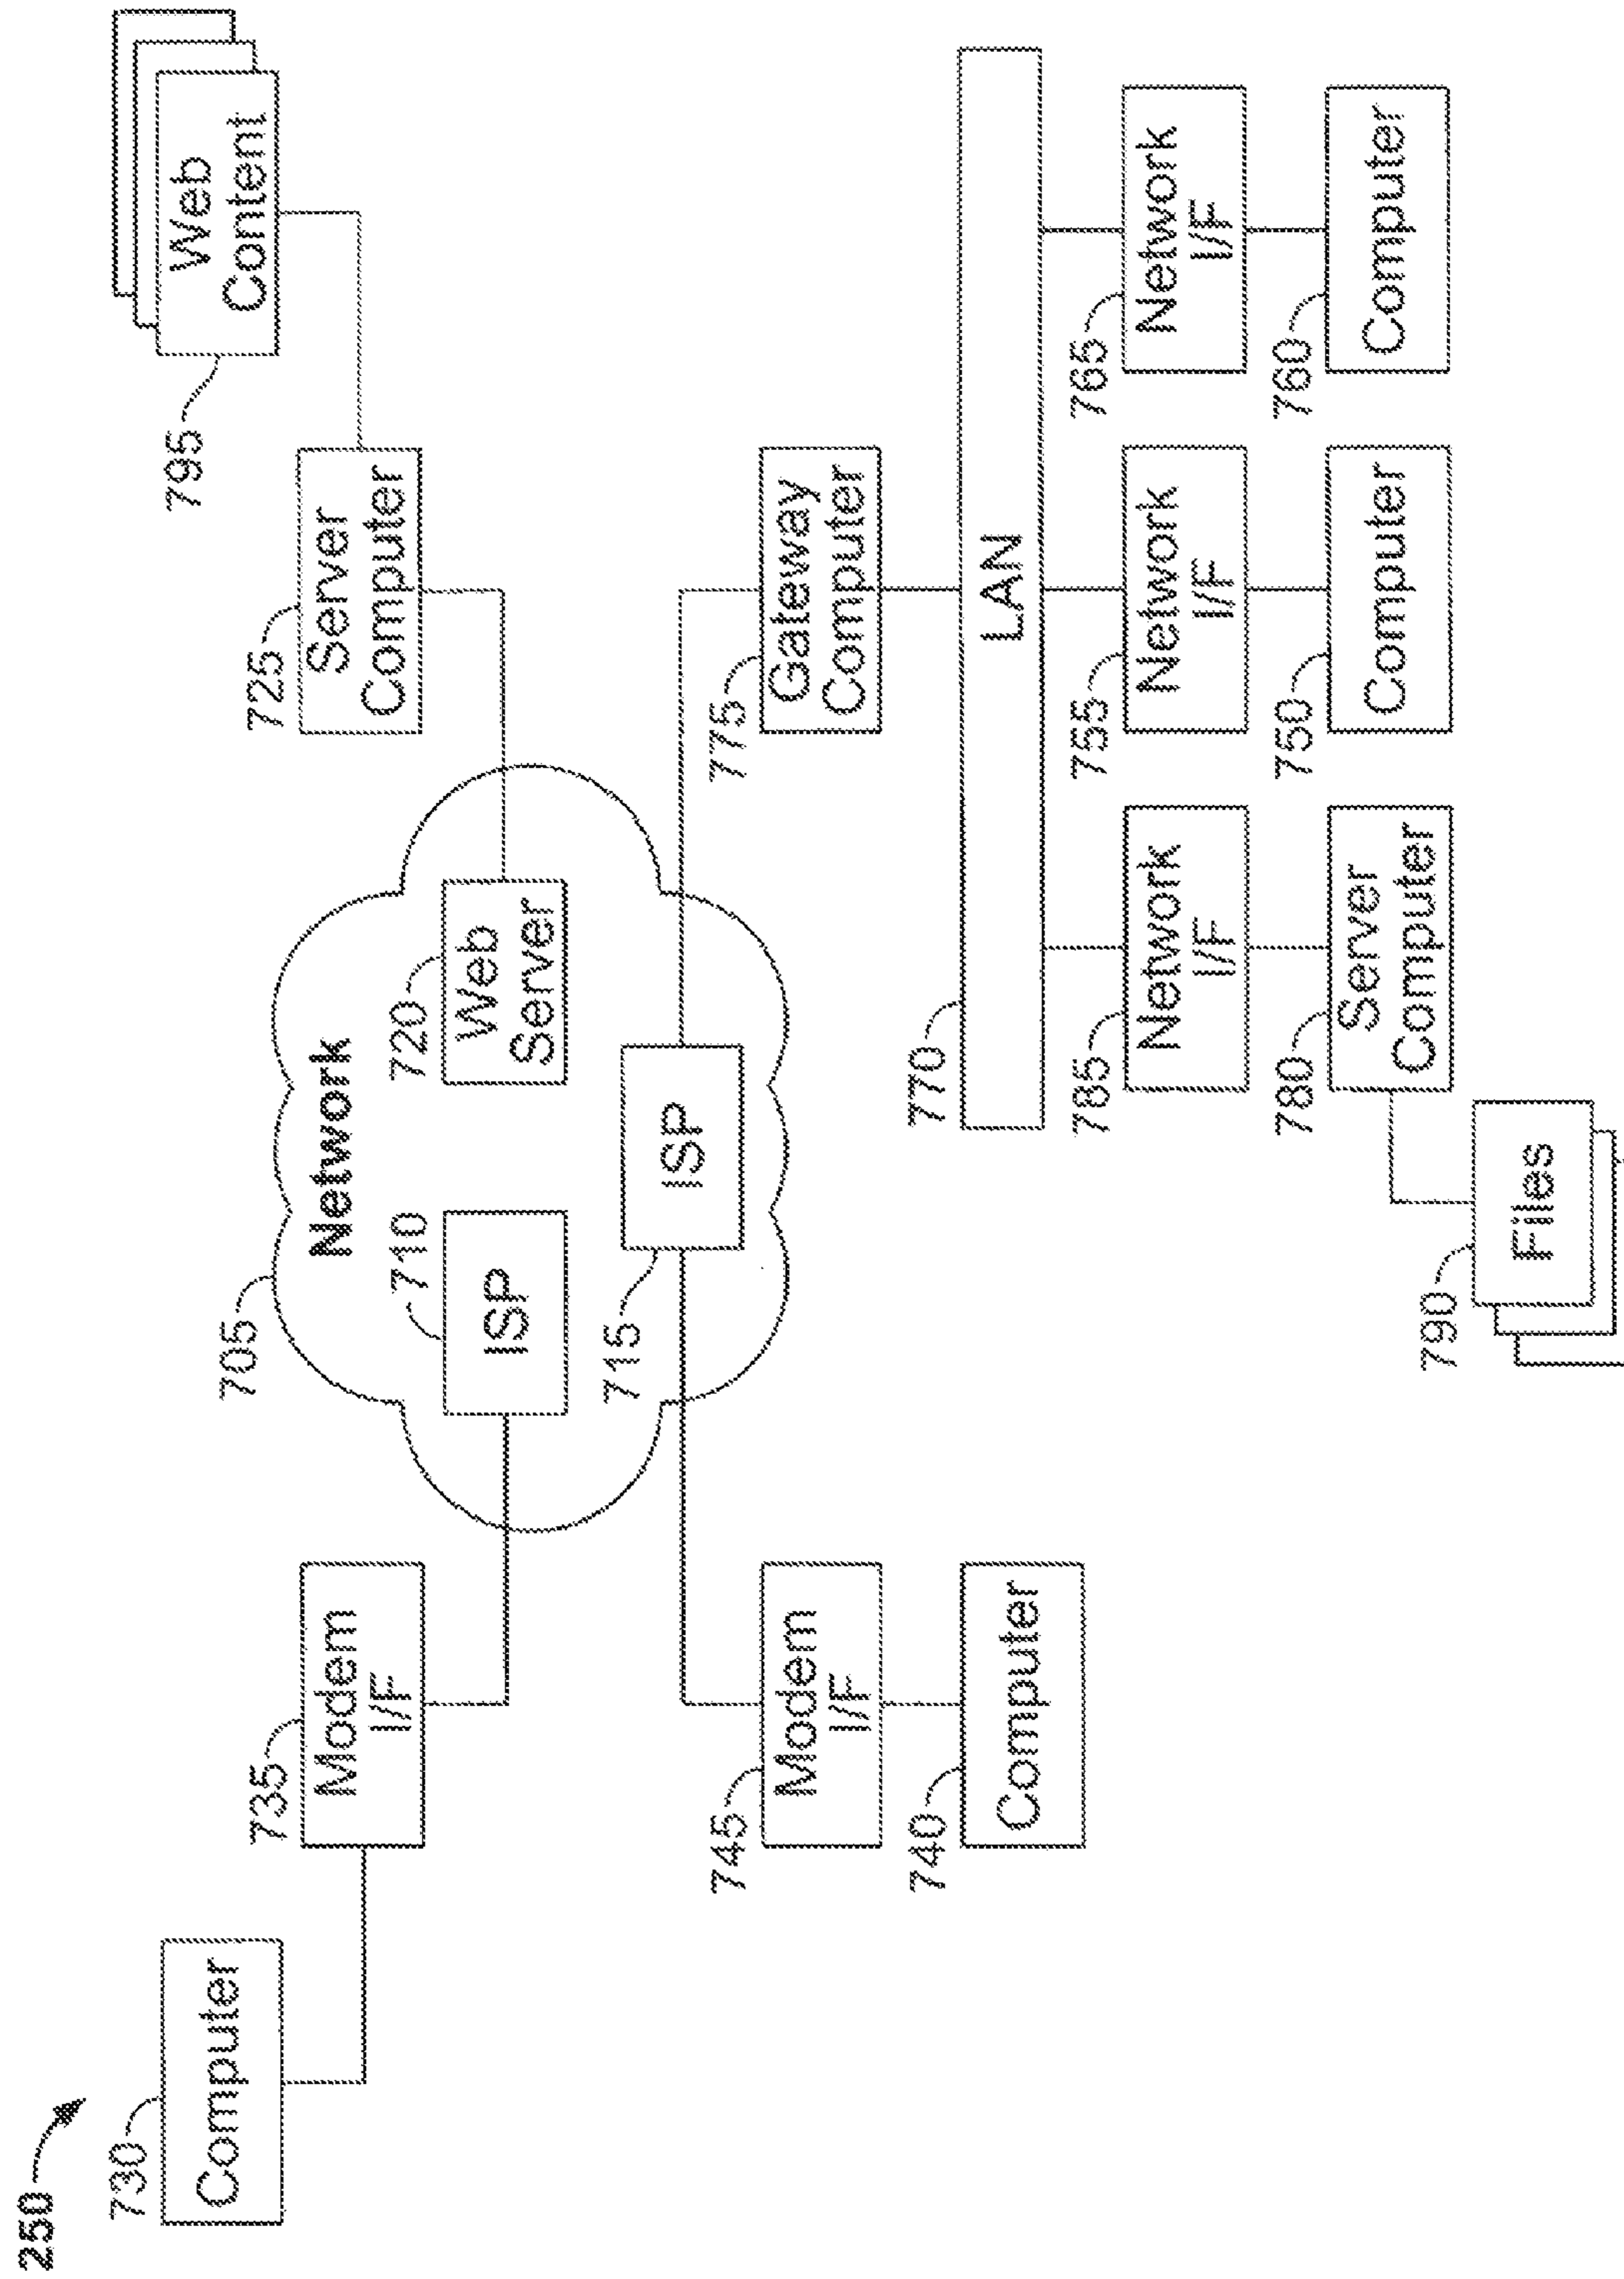 250
730
Computer
735
Modem
I/F
745
Modem
I/F
740
Computer
705
Network
710
ISP
715
ISP
720
Web
Server
725
Server
Computer
795
Web
Content
775
Gateway
Computer
770
LAN
785
Network
I/F
755
Network
I/F
765
Network
I/F
780
Server
Computer
750
Computer
760
Computer
790
Files